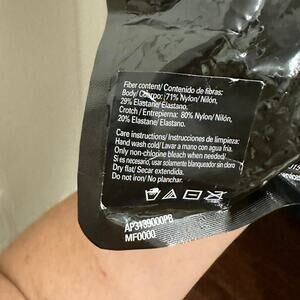 Fiber content/ Contenido de fibras:
Body/ Cuerpo: 71% Nylon/ Nilón,
29% Elastane/ Elastano.
Crotch / Entrepierna: 80% Nylon/ Nilón,
20% Elastane/ Elastano.
Care instructions/ Instrucciones de limpieza:
Hand wash cold/ Lavar a mano con agua fria.
Only non-chlorine bleach when needed/
Si es necesario, usar solamente blanqueador sin cloro
Dry flat/ Secar extendida.
Do not iron/ No planchar.
AP3139000PB
MF0000